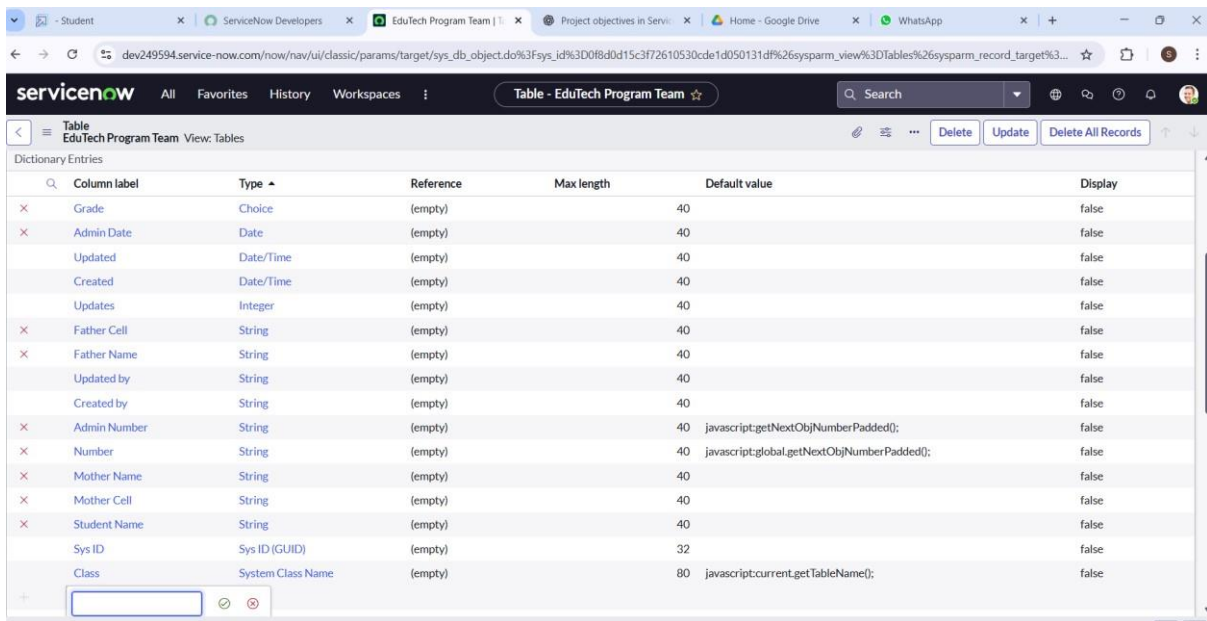 - Student ServiceNow Developers EduTech Program Team | Ta Project objectives in Servic Home - Google Drive WhatsApp
dev249594.service-now.com/now/nav/ui/classic/params/target/sys_db_object.do%3Fsys_id%3D0f8d0d15c3f72610530cde1d050131df%26sysparm_view%3DTables%26sysparm_record_target%3... S
servicenow All Favorites History Workspaces Table - EduTech Program Team Search
Table
EduTech Program Team View: Tables Delete Update Delete All Records
Dictionary Entries
Column label Type Reference Max length Default value Display
Grade Choice (empty) 40 false
Admin Date Date (empty) 40 false
Updated Date/Time (empty) 40 false
Created Date/Time (empty) 40 false
Updates Integer (empty) 40 false
Father Cell String (empty) 40 false
Father Name String (empty) 40 false
Updated by String (empty) 40 false
Created by String (empty) 40 false
Admin Number String (empty) 40 javascript:getNextObjNumberPadded(); false
Number String (empty) 40 javascript:global.getNextObjNumberPadded(); false
Mother Name String (empty) 40 false
Mother Cell String (empty) 40 false
Student Name String (empty) 40 false
Sys ID Sys ID (GUID) (empty) 32 false
Class System Class Name (empty) 80 javascript:current.getTableName(); false